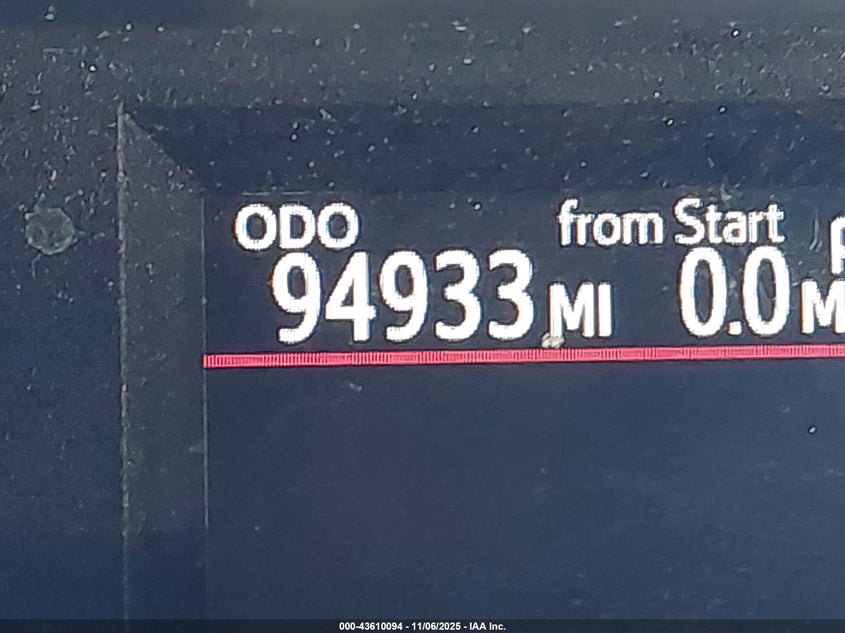 ODO from Start
94933 MI 0.0 M
000-43610094 - 11/06/2025 - IAA Inc.